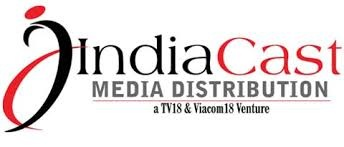 IndiaCast
MEDIA DISTRIBUTION
a TV18 & Viacom18 Venture